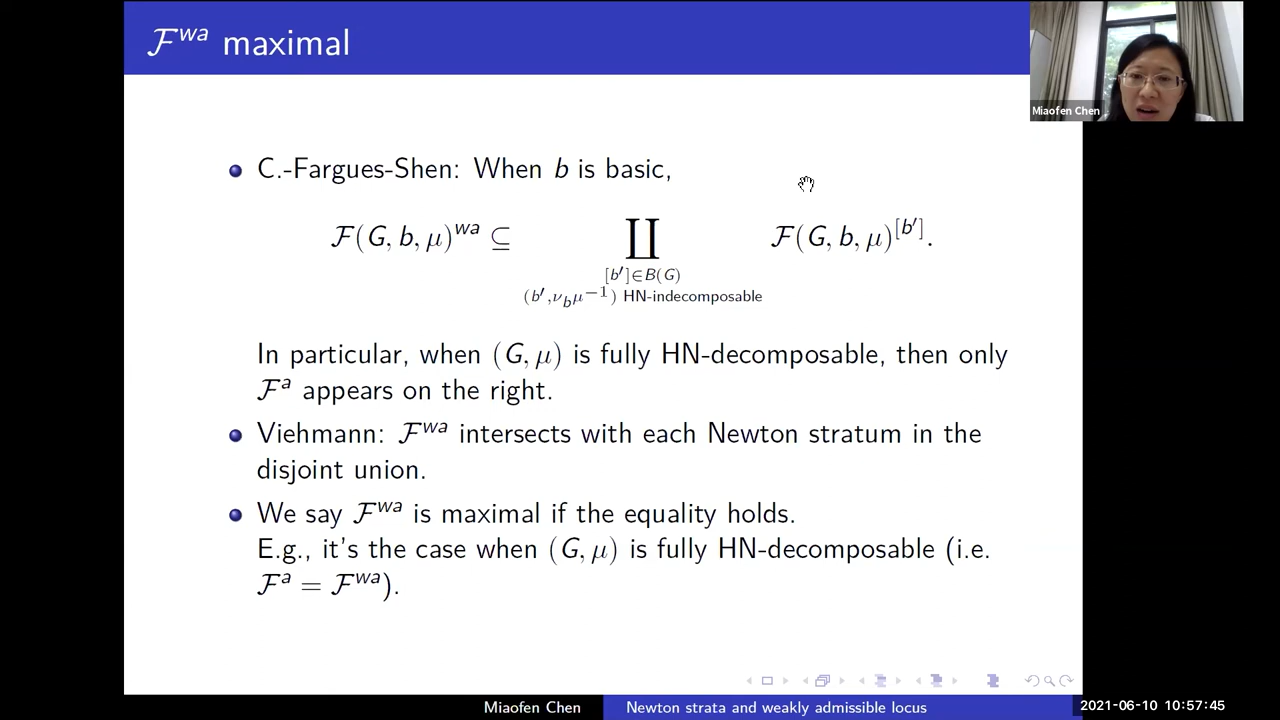 𝓕^{wa} maximal
Miaofen Chen
C.-Fargues-Shen: When b is basic,
𝓕(G, b, μ)^{wa} ⊆ ∐_{[b′]∈B(G), (b′,ν_bμ^{−1}) HN-indecomposable} 𝓕(G, b, μ)^{[b′]}.
In particular, when (G, μ) is fully HN-decomposable, then only
𝓕^a appears on the right.
Viehmann: 𝓕^{wa} intersects with each Newton stratum in the
disjoint union.
We say 𝓕^{wa} is maximal if the equality holds.
E.g., it's the case when (G, μ) is fully HN-decomposable (i.e.
𝓕^a = 𝓕^{wa}).
Miaofen Chen
Newton strata and weakly admissible locus
2021-06-10 10:57:45